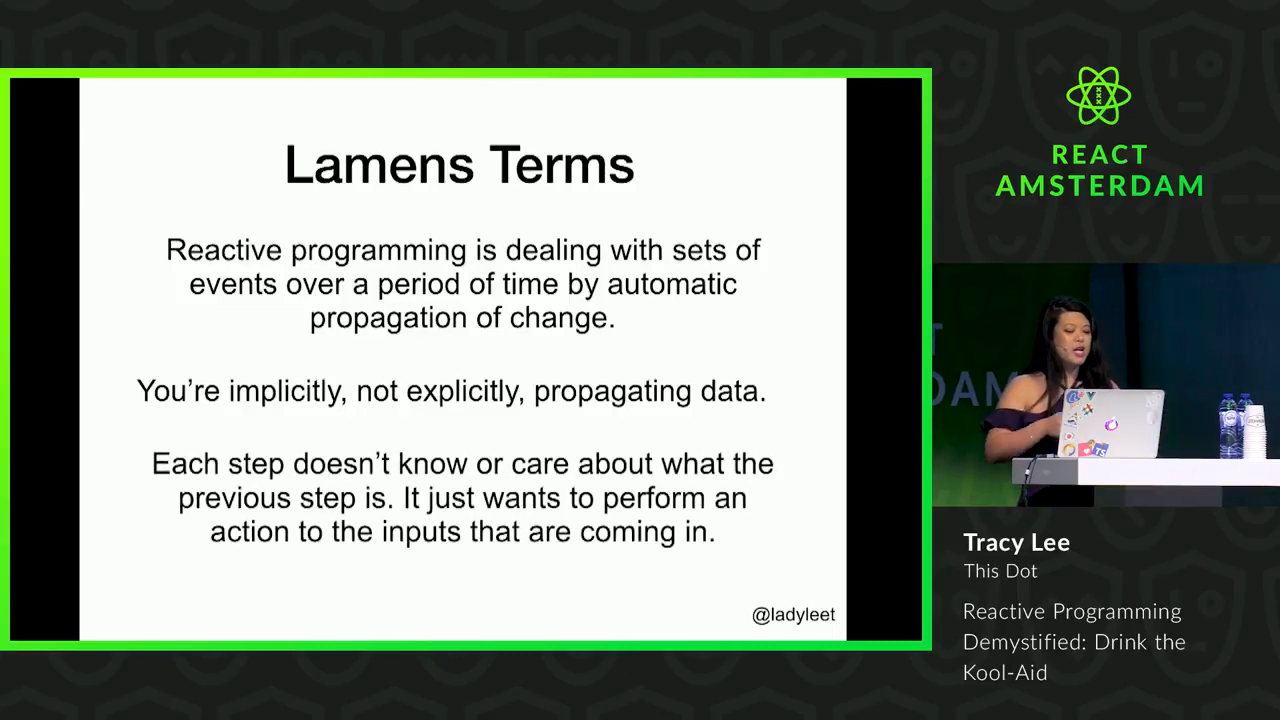 Lamens Terms
Reactive programming is dealing with sets of
events over a period of time by automatic
propagation of change.
You're implicitly, not explicitly, propagating data.
Each step doesn't know or care about what the
previous step is. It just wants to perform an
action to the inputs that are coming in.
@ladyleet
REACT
AMSTERDAM
T
DAM
TS
Tracy Lee
This Dot
Reactive Programming
Demystified: Drink the
Kool-Aid